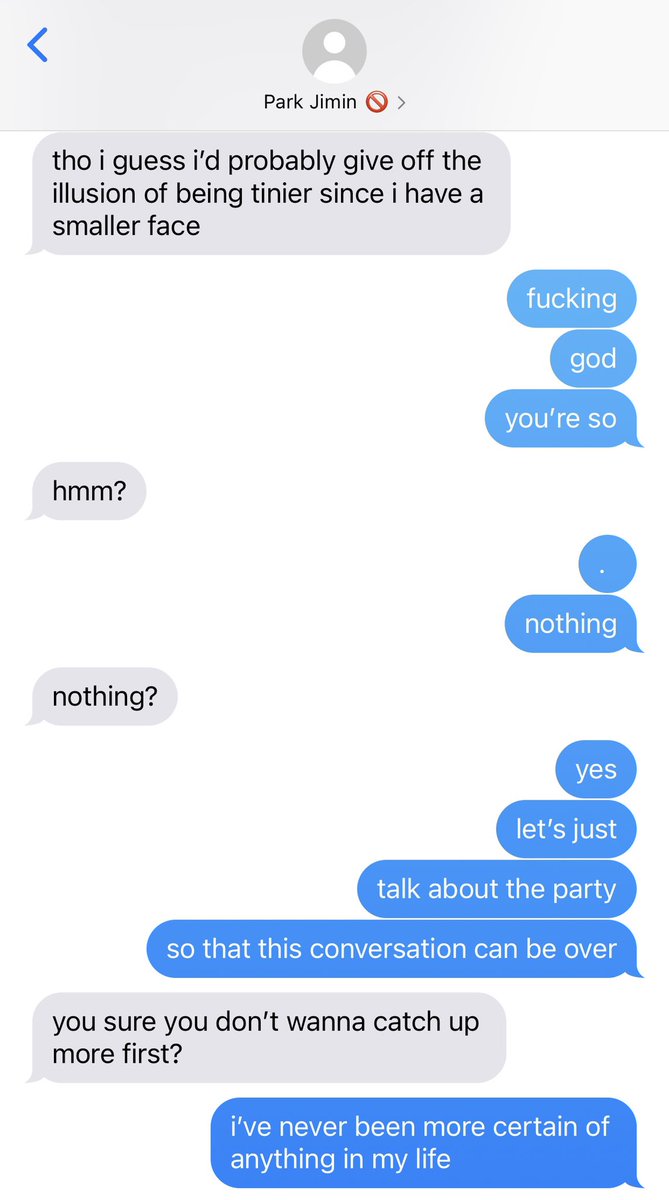 Park Jimin 🚫
tho i guess i’d probably give off the
illusion of being tinier since i have a
smaller face
fucking
god
you’re so
hmm?
.
nothing
nothing?
yes
let’s just
talk about the party
so that this conversation can be over
you sure you don’t wanna catch up
more first?
i’ve never been more certain of
anything in my life